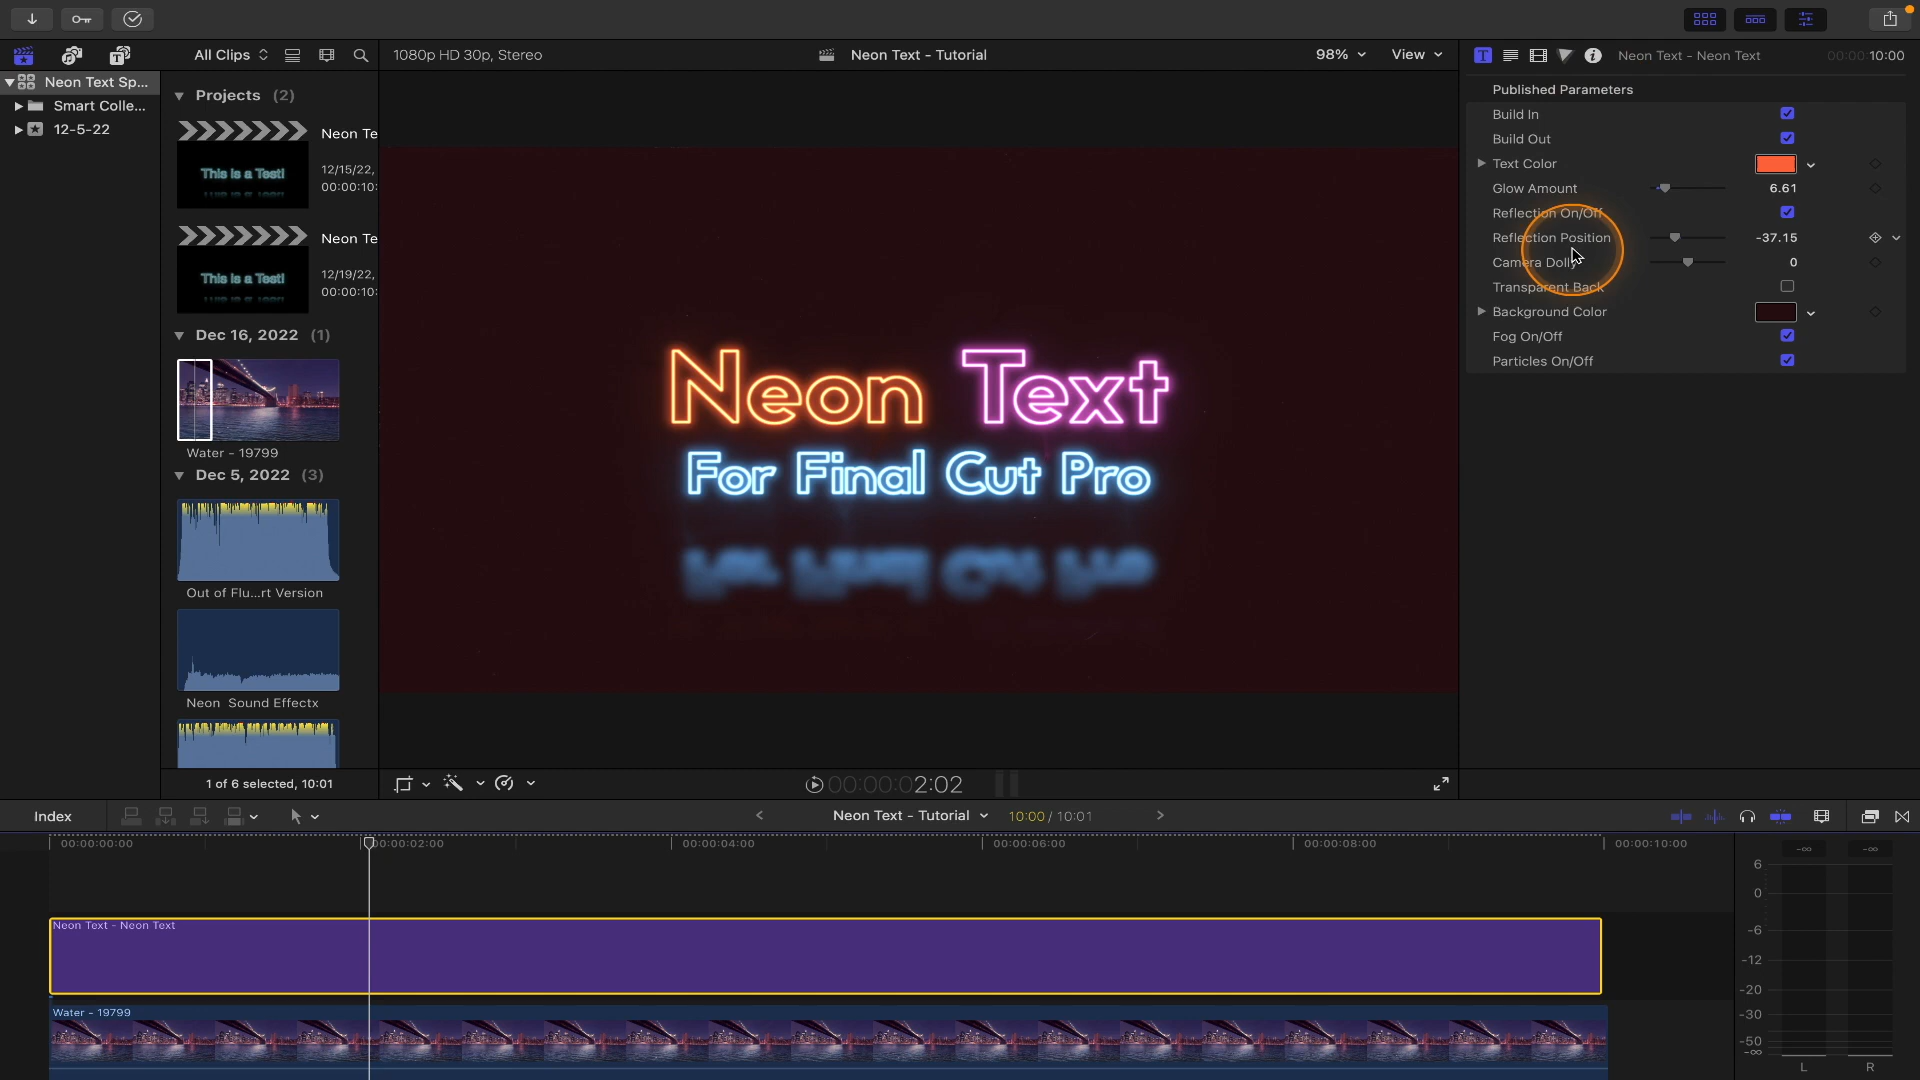 All Clips
1080p HD 30p, Stereo
Neon Text - Tutorial
98%
View
Neon Text - Neon Text
00:00:10:00
Neon Text Sp...
Smart Colle...
12-5-22
Projects (2)
Neon Te
12/15/22,
00:00:10:
This is a Test!
Neon Te
12/19/22,
00:00:10:
This is a Test!
Dec 16, 2022 (1)
Water - 19799
Dec 5, 2022 (3)
Out of Flu...rt Version
Neon Sound Effectx
1 of 6 selected, 10:01
Neon Text
For Final Cut Pro
Published Parameters
Build In
Build Out
Text Color
Glow Amount 6.61
Reflection On/Off
Reflection Position -37.15
Camera Dolly 0
Transparent Back
Background Color
Fog On/Off
Particles On/Off
00:00:02:02
Index
Neon Text - Tutorial
10:00 / 10:01
00:00:00:00
00:00:02:00
00:00:04:00
00:00:06:00
00:00:08:00
00:00:10:00
Neon Text - Neon Text
Water - 19799
-∞ -∞
6
0
-6
-12
-20
-30
-50
-∞
L R